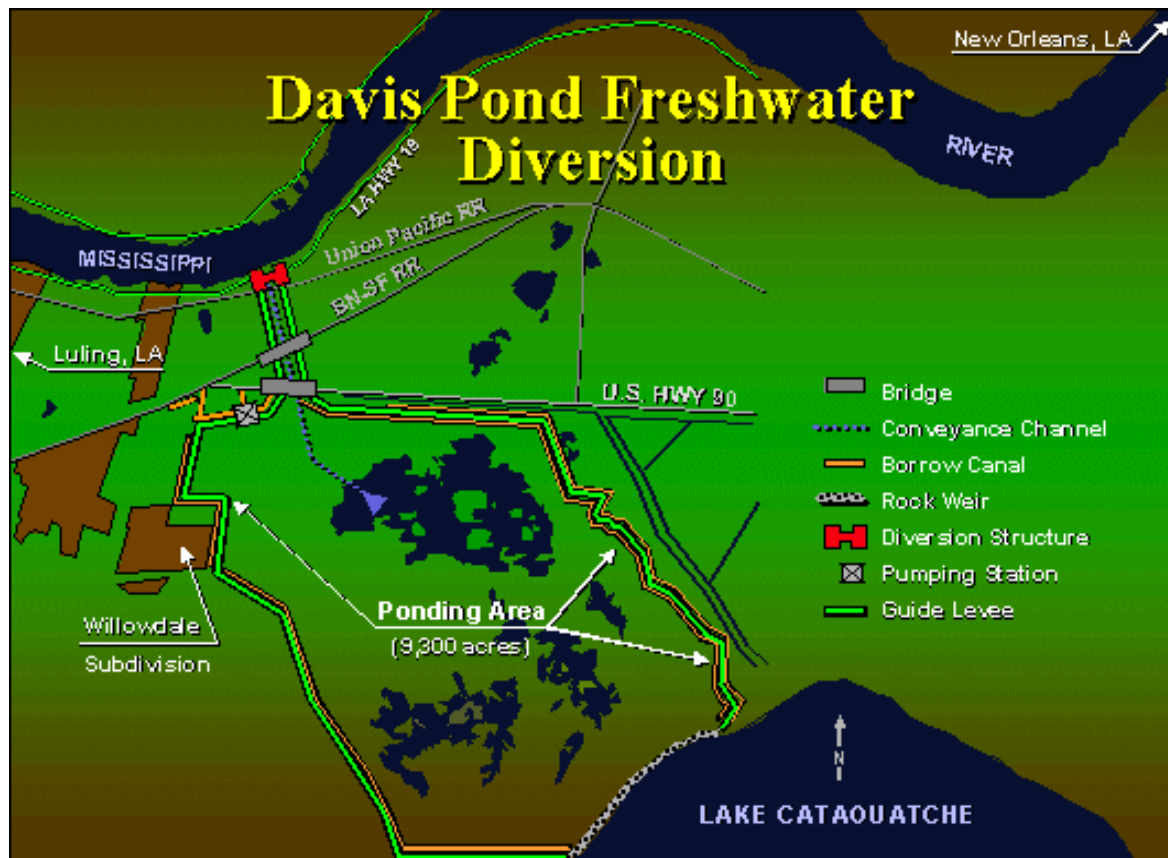 New Orleans, LA
Davis Pond Freshwater
Diversion
RIVER
LA HWY 18
MISSISSIPPI
Union Pacific RR
BN-SF RR
Luling, LA
U.S. HWY 90
Bridge
Conveyance Channel
Borrow Canal
Rock Weir
Diversion Structure
Pumping Station
Guide Levee
Ponding Area
(9,300 acres)
Willowdale
Subdivision
N
LAKE CATAOUATCHE